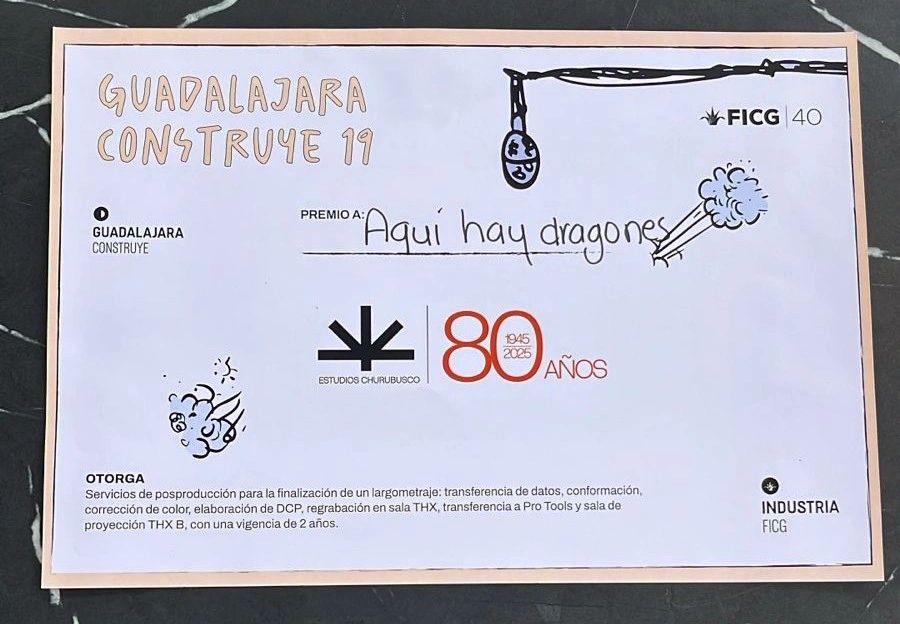 GUADALAJARA
CONSTRUYE 19
FICG | 40
GUADALAJARA
CONSTRUYE
PREMIO A: Aqui hay dragones
ESTUDIOS CHURUBUSCO
80 AÑOS
1945
2025
OTORGA
Servicios de posproducción para la finalización de un largometraje: transferencia de datos, conformación,
corrección de color, elaboración de DCP, regrabación en sala THX, transferencia a Pro Tools y sala de
proyección THX B, con una vigencia de 2 años.
INDUSTRIA
FICG